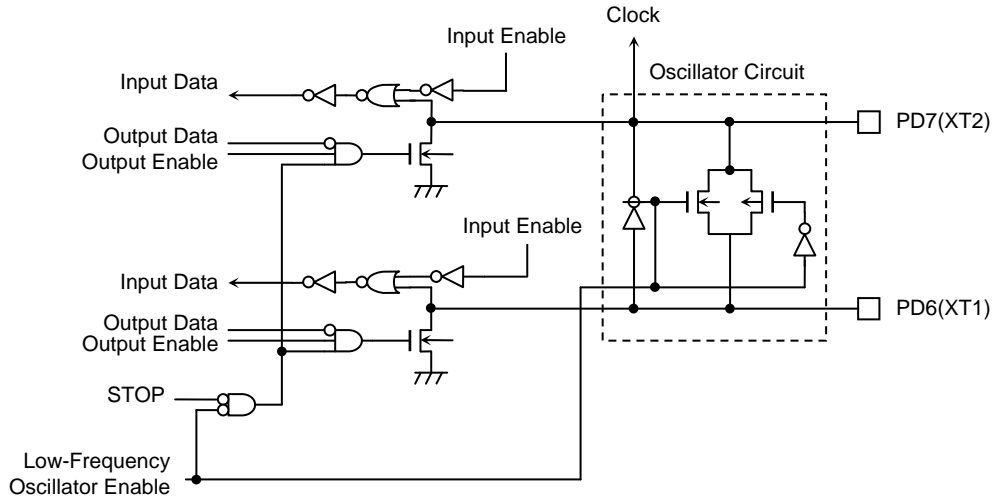 Clock
Input Enable
Oscillator Circuit
Input Data
PD7(XT2)
Output Data
Output Enable
Input Enable
Input Data
PD6(XT1)
Output Data
Output Enable
STOP
Low-Frequency
Oscillator Enable